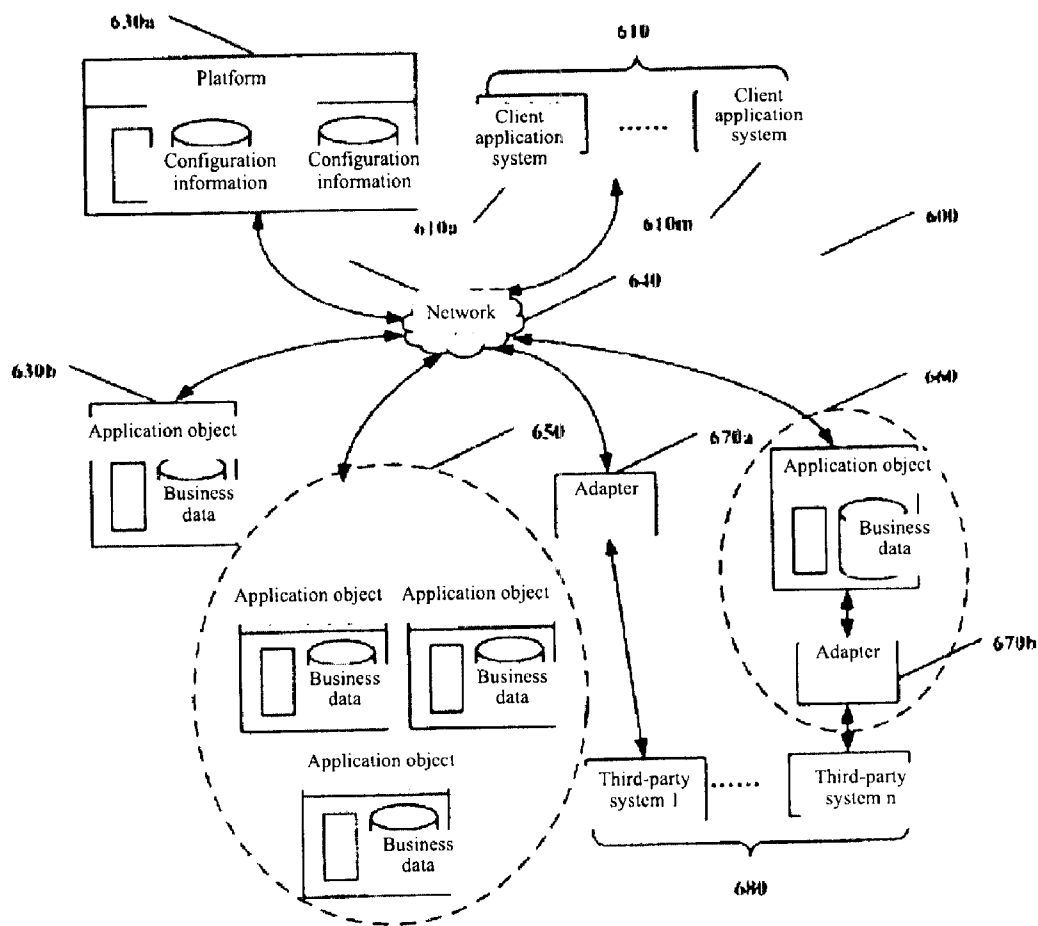 630a
610
Platform
Configuration
information
Configuration
information
Client
application
system
......
Client
application
system
610a
610m
600
Network
640
630b
Application object
Business
data
650
670a
660
Adapter
Application object
Business
data
Application object
Business
data
Application object
Business
data
Application object
Business
data
Adapter
670b
Third-party
system 1
......
Third-party
system n
680